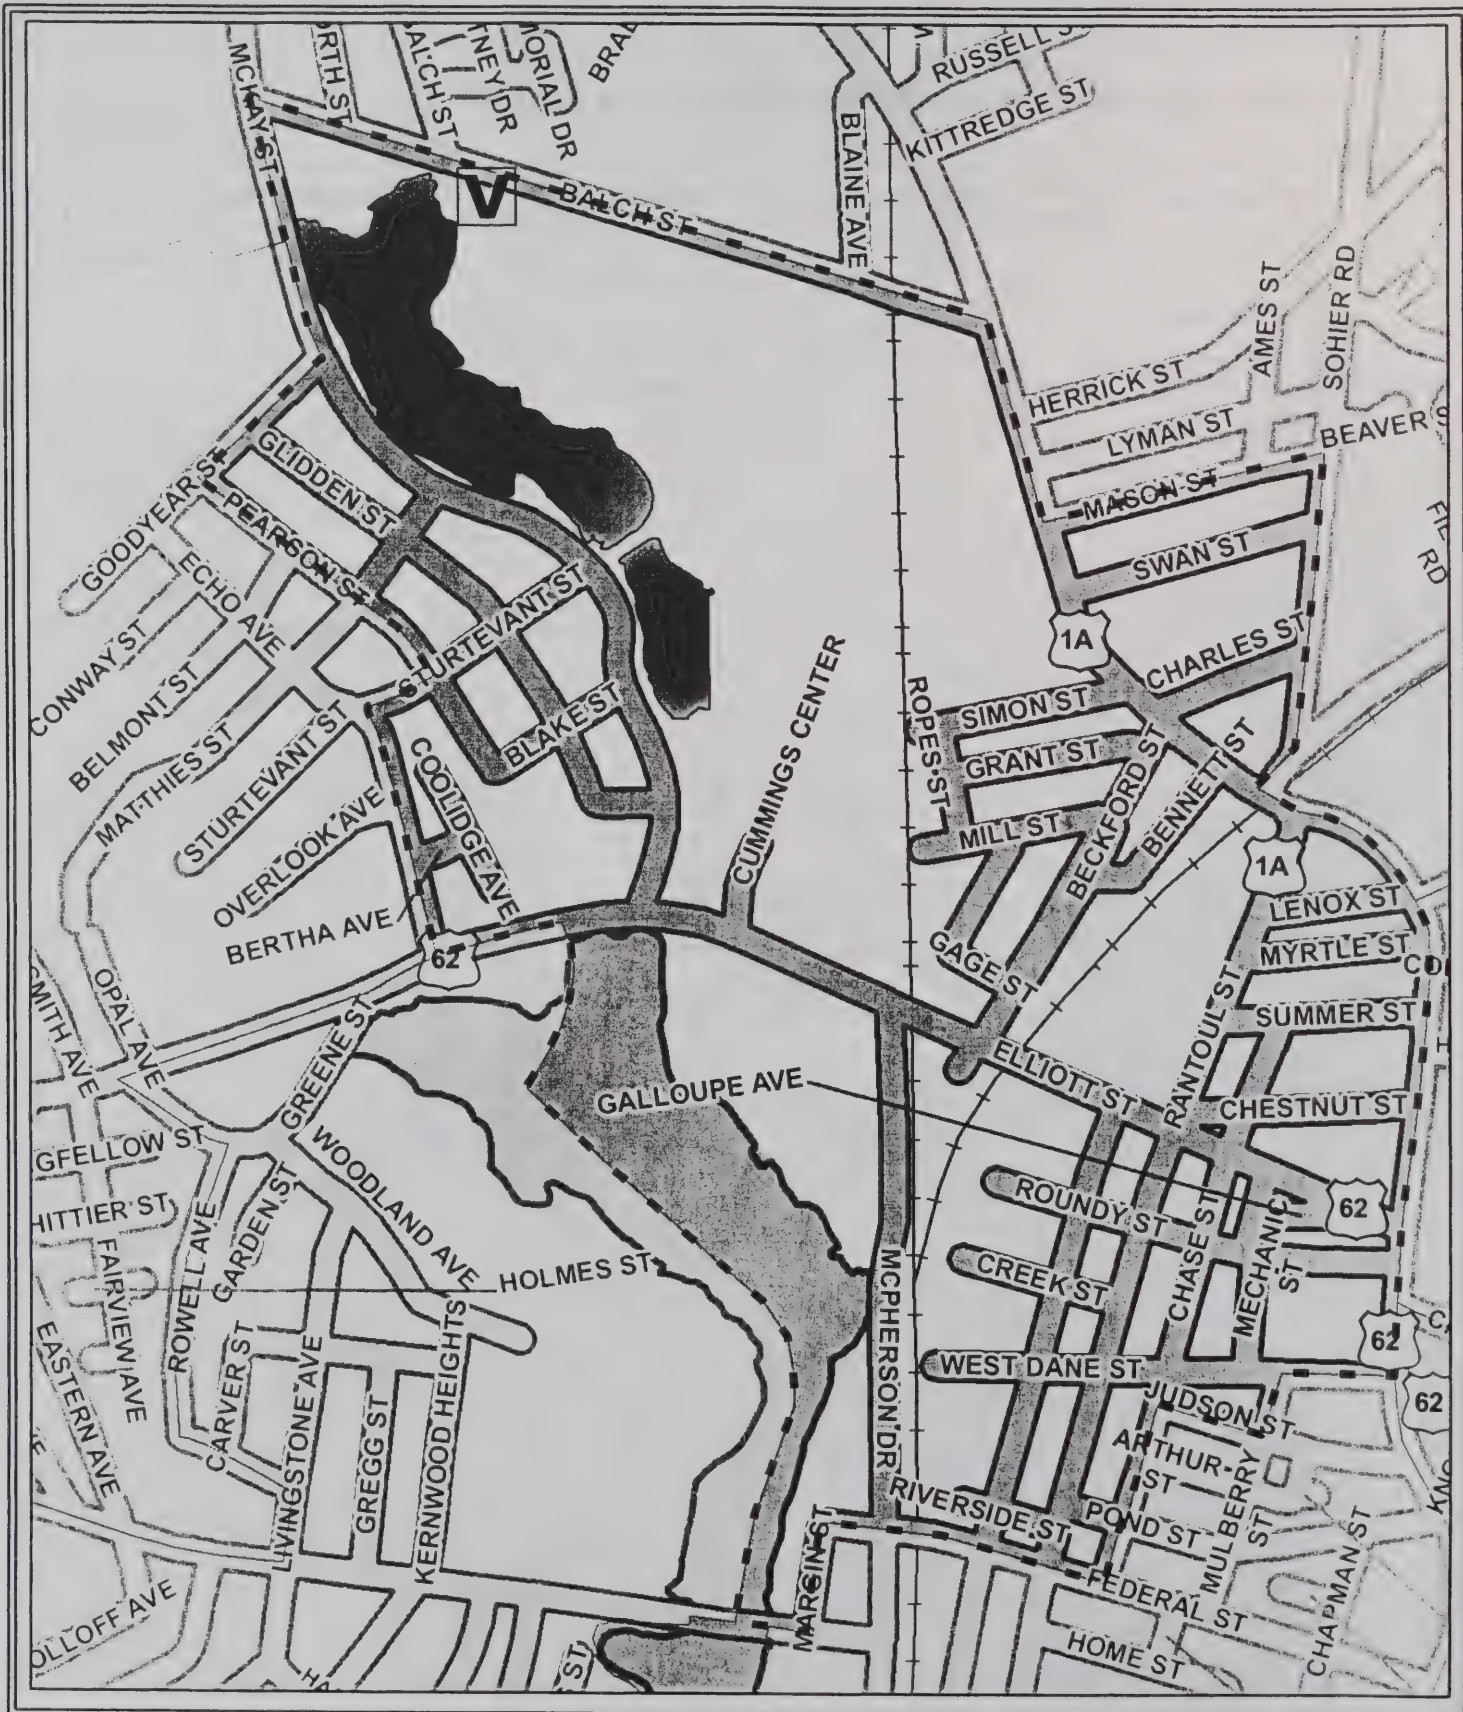 MCKAY ST
BALCH ST
RUSSELL
KITTREDGE ST
BLAINE AVE
V
BALCH ST
AMES ST
SOHIER RD
HERRICK ST
LYMAN ST
BEAVER
MASON ST
SWAN ST
GLIDDEN ST
GOODYEAR ST
PEARSON ST
ECHO AVE
STURTEVANT ST
CONWAY ST
BELMONT ST
MATTHIES ST
STURTEVANT ST
BLAKE ST
COOLIDGE AVE
OVERLOOK AVE
BERTHA AVE
CUMMINGS CENTER
1A
CHARLES ST
ROPES ST
SIMON ST
GRANT ST
MILL ST
BECKFORD ST
BENNETT ST
1A
GAGE ST
LENOX ST
MYRTLE ST
SUMMER ST
RANTOUL ST
62
SMITH AVE
OPAL AVE
GREENE ST
GALLOUPE AVE
ELLIOTT ST
CHESTNUT ST
GFELLOW ST
WOODLAND AVE
GARDEN ST
ROWELL AVE
FAIRVIEW AVE
HOLMES ST
ROUNDY ST
62
CREEK ST
CHASE ST
MECHANIC ST
EASTERN AVE
CARVER ST
LIVINGSTONE AVE
GREGG ST
KERNWOOD HEIGHTS
MCPHERSON DR
WEST DANE ST
62
62
JUDSON ST
ARTHUR
ST
MULBERRY ST
RIVERSIDE ST
POND ST
MARGIN ST
FEDERAL ST
CHAPMAN ST
HOME ST
ST